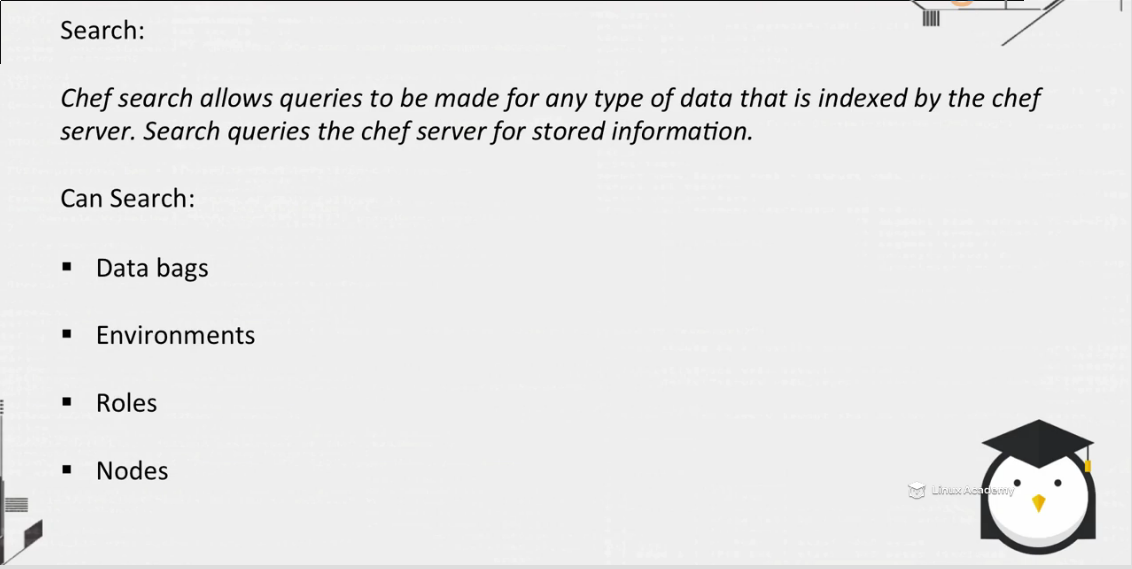 Search:
Chef search allows queries to be made for any type of data that is indexed by the chef
server. Search queries the chef server for stored information.
Can Search:
▪ Data bags
▪ Environments
▪ Roles
▪ Nodes
Linux Academy